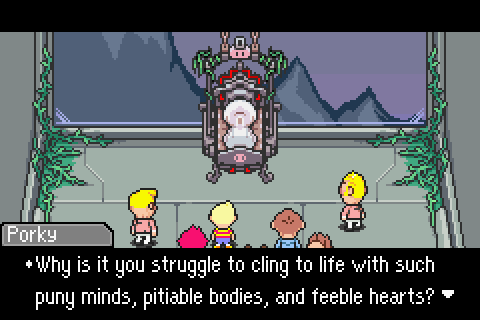 Porky
•Why is it you struggle to cling to life with such
puny minds, pitiable bodies, and feeble hearts?